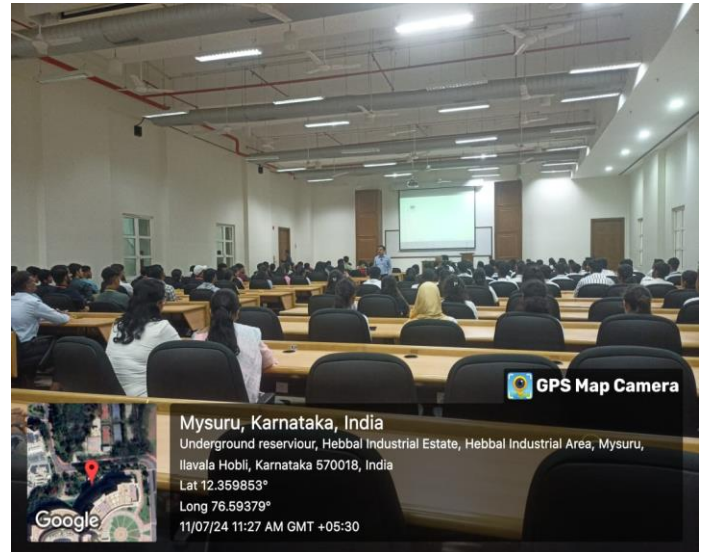 GPS Map Camera
Mysuru, Karnataka, India
Underground reserviour, Hebbal Industrial Estate, Hebbal Industrial Area, Mysuru,
Ilavala Hobli, Karnataka 570018, India
Lat 12.359853°
Long 76.59379°
11/07/24 11:27 AM GMT +05:30
Google